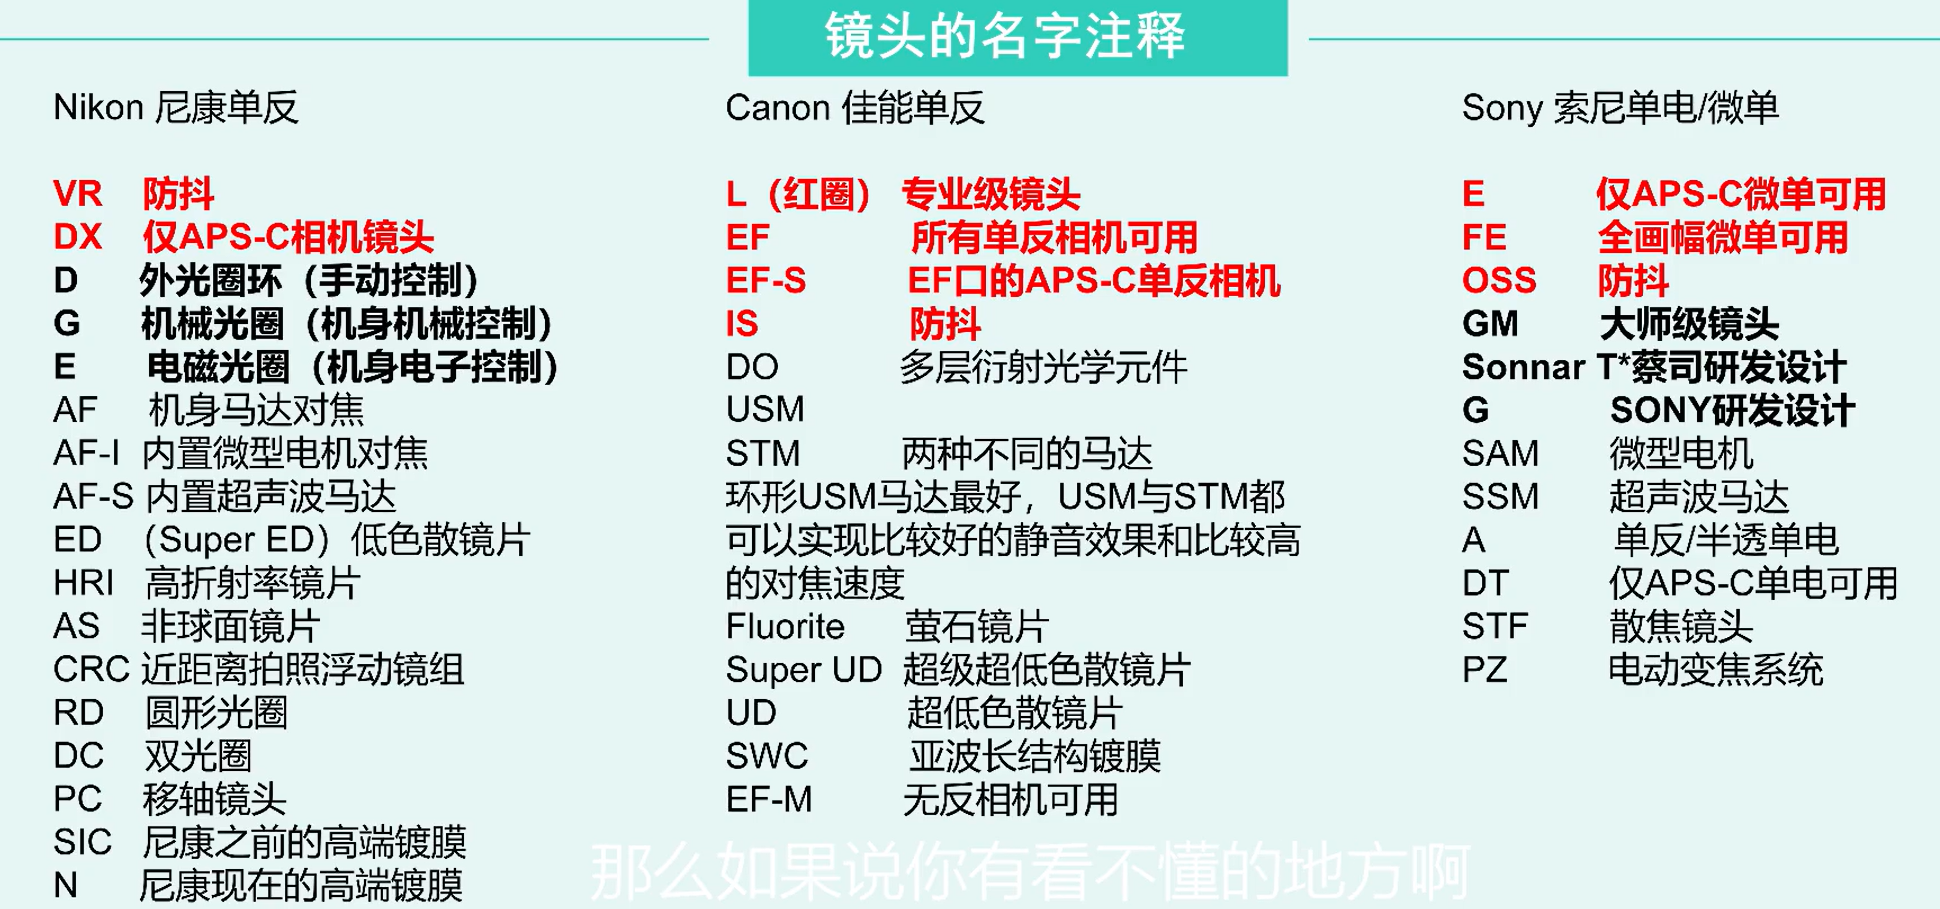 镜头的名字注释
Nikon 尼康单反
VR 防抖
DX 仅APS-C相机镜头
D 外光圈环（手动控制）
G 机械光圈（机身机械控制）
E 电磁光圈（机身电子控制）
AF 机身马达对焦
AF-I 内置微型电机对焦
AF-S 内置超声波马达
ED （Super ED）低色散镜片
HRI 高折射率镜片
AS 非球面镜片
CRC 近距离拍照浮动镜组
RD 圆形光圈
DC 双光圈
PC 移轴镜头
SIC 尼康之前的高端镀膜
N 尼康现在的高端镀膜
Canon 佳能单反
L（红圈） 专业级镜头
EF 所有单反相机可用
EF-S EF口的APS-C单反相机
IS 防抖
DO 多层衍射光学元件
USM
STM 两种不同的马达
环形USM马达最好，USM与STM都
可以实现比较好的静音效果和比较高
的对焦速度
Fluorite 萤石镜片
Super UD 超级超低色散镜片
UD 超低色散镜片
SWC 亚波长结构镀膜
EF-M 无反相机可用
Sony 索尼单电/微单
E 仅APS-C微单可用
FE 全画幅微单可用
OSS 防抖
GM 大师级镜头
Sonnar T*蔡司研发设计
G SONY研发设计
SAM 微型电机
SSM 超声波马达
A 单反/半透单电
DT 仅APS-C单电可用
STF 散焦镜头
PZ 电动变焦系统
那么如果说你有看不懂的地方啊